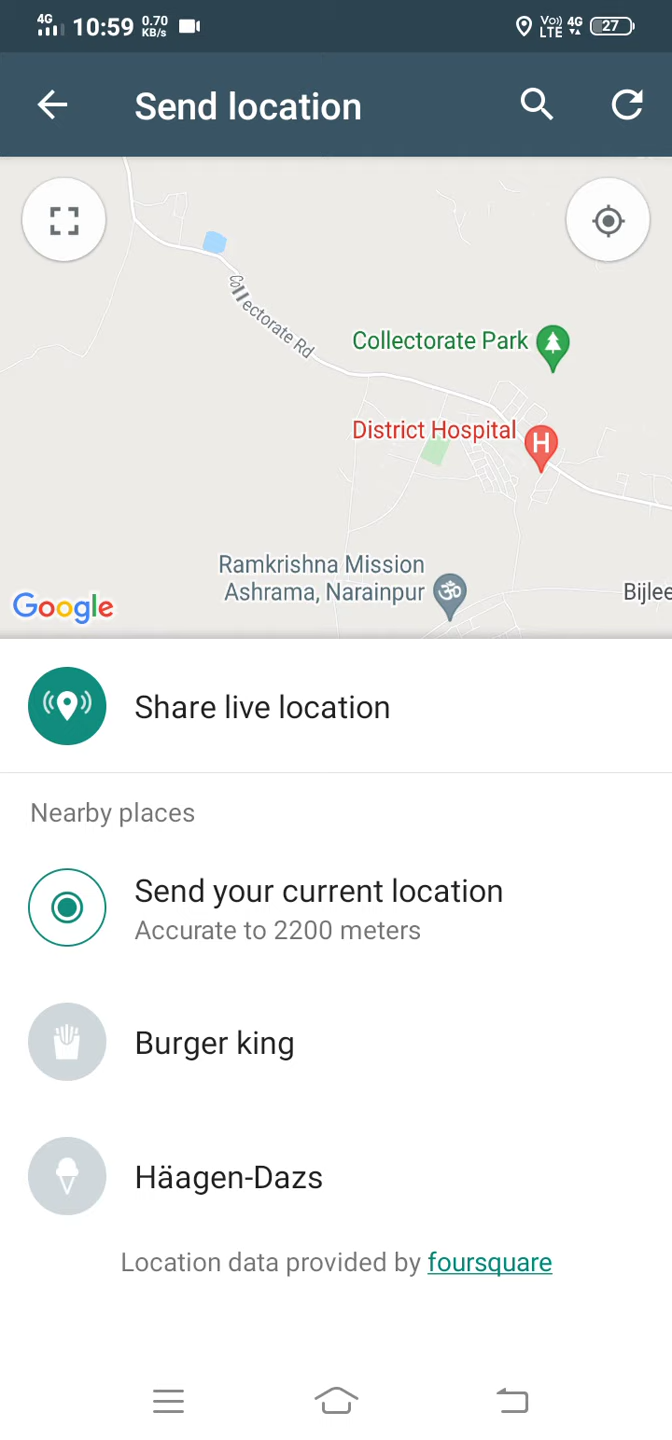 4G 10:59 0.70 KB/s Vo) LTE 4G 27
Send location
Collectorate Rd
Collectorate Park
District Hospital
H
Ramkrishna Mission
Ashrama, Narainpur ॐ
Bijlee
Google
Share live location
Nearby places
Send your current location
Accurate to 2200 meters
Burger king
Häagen-Dazs
Location data provided by foursquare